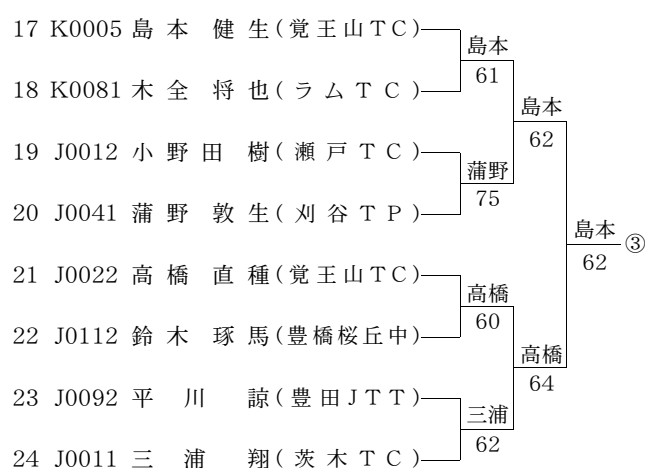 17 K0005 島本 健生(覚王山TC)
島本
61
18 K0081 木全 将也(ラムTC)
島本
62
19 J0012 小野田 樹(瀬戸TC)
蒲野
75
20 J0041 蒲野 敦生(刈谷TP)
島本
62
③
21 J0022 高橋 直種(覚王山TC)
高橋
60
22 J0112 鈴木 琢馬(豊橋桜丘中)
高橋
64
23 J0092 平川 諒(豊田JTT)
三浦
62
24 J0011 三浦 翔(茨木TC)